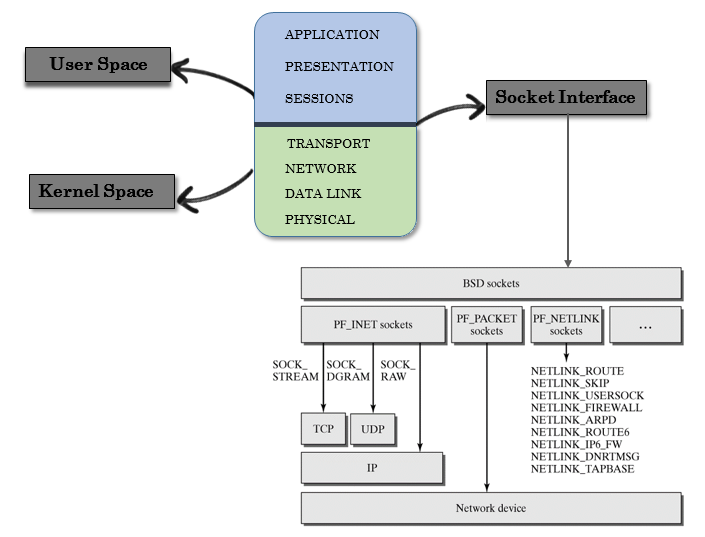 APPLICATION
User Space
PRESENTATION
SESSIONS
Socket Interface
TRANSPORT
NETWORK
Kernel Space
DATA LINK
PHYSICAL
BSD sockets
PF_INET sockets
PF_PACKET
sockets
PF_NETLINK
sockets
...
SOCK_
STREAM
SOCK_
DGRAM
SOCK_
RAW
NETLINK_ROUTE
NETLINK_SKIP
NETLINK_USERSOCK
NETLINK_FIREWALL
NETLINK_ARPD
NETLINK_ROUTE6
NETLINK_IP6_FW
NETLINK_DNRTMSG
NETLINK_TAPBASE
TCP
UDP
IP
Network device